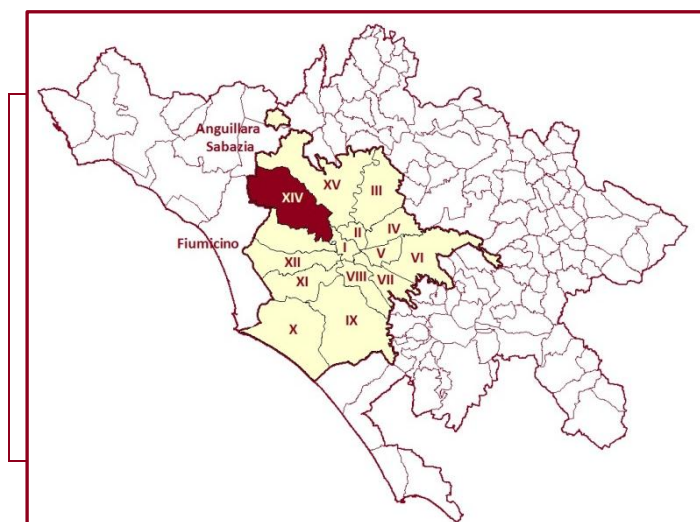 Anguillara
Sabazia
XV
III
XIV
II
IV
Fiumicino
I
V
VI
XII
XI
VIII
VII
X
IX